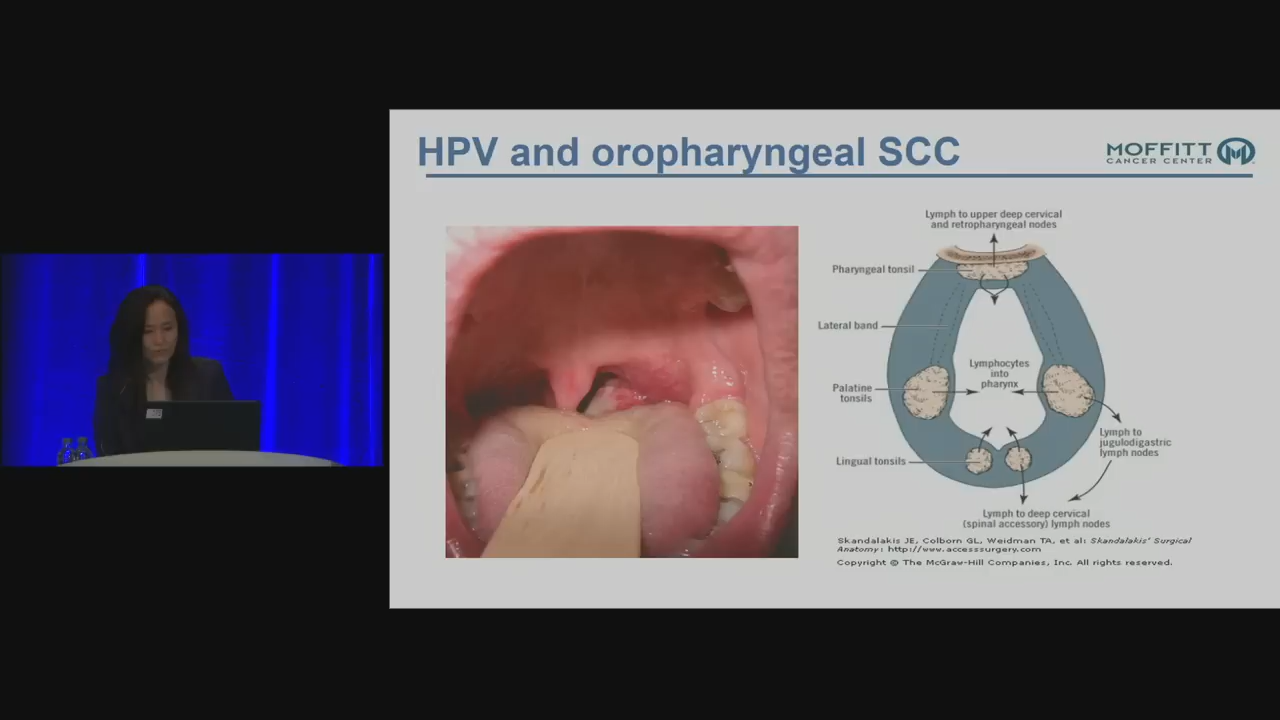 HPV and oropharyngeal SCC
MOFFITT
CANCER CENTER
Lymph to upper deep cervical
and retropharyngeal nodes
Pharyngeal tonsil
Lateral band
Lymphocytes
into
pharynx
Palatine
tonsils
Lymph to
jugulodigastric
lymph nodes
Lingual tonsils
Lymph to deep cervical
(spinal accessory) lymph nodes
Skandalakis JE, Colborn GL, Weidman TA, et al: Skandalakis' Surgical
Anatomy: http://www.accesssurgery.com
Copyright © The McGraw-Hill Companies, Inc. All rights reserved.